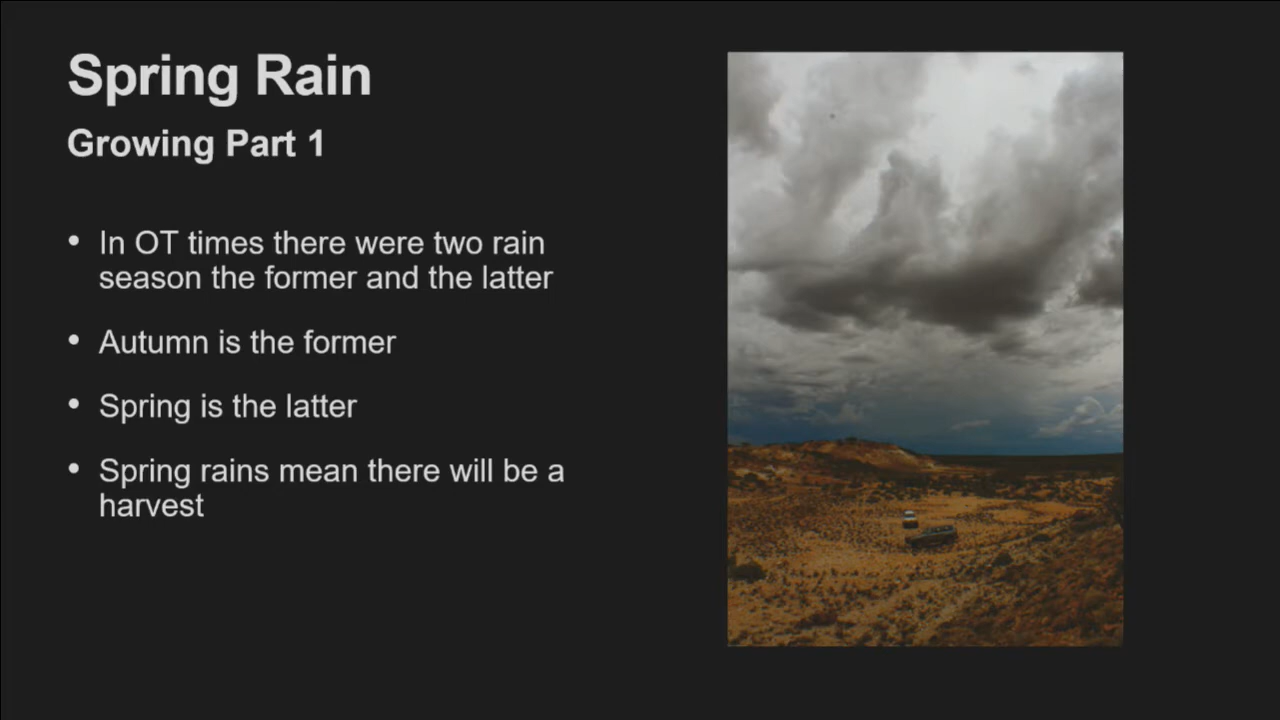 Spring Rain
Growing Part 1
• In OT times there were two rain
season the former and the latter
• Autumn is the former
• Spring is the latter
• Spring rains mean there will be a
harvest